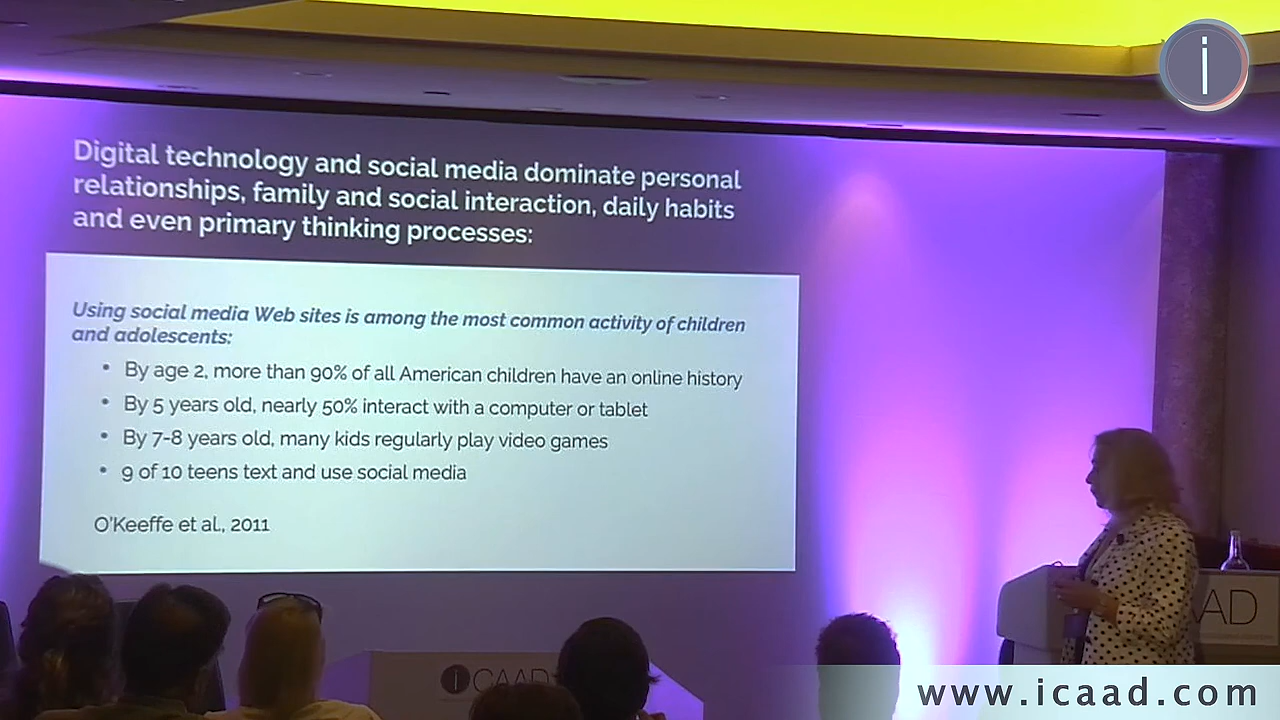 i
Digital technology and social media dominate personal
relationships, family and social interaction, daily habits
and even primary thinking processes:
Using social media Web sites is among the most common activity of children
and adolescents:
• By age 2, more than 90% of all American children have an online history
• By 5 years old, nearly 50% interact with a computer or tablet
• By 7-8 years old, many kids regularly play video games
• 9 of 10 teens text and use social media
O'Keeffe et al., 2011
AAD
iCAAD
www.icaad.com